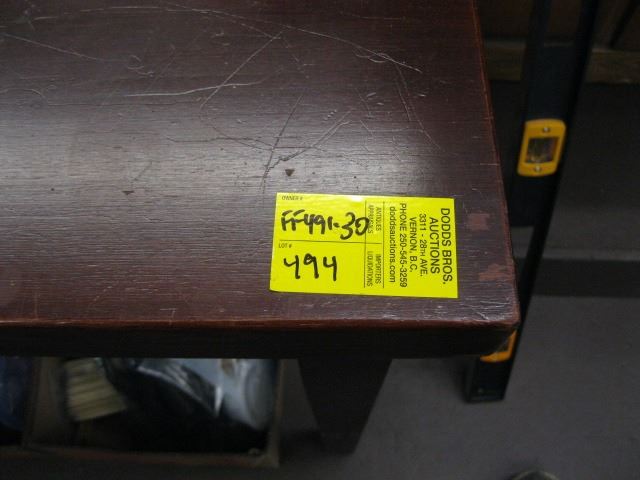 OWNER #
FF491-30
LOT #
494
DODDS BROS.
AUCTIONS
3311 - 28TH AVE.
VERNON, B.C.
PHONE 250-545-3259
doddsauctions.com
ANTIQUES IMPORTERS
APPRAISALS LIQUIDATIONS